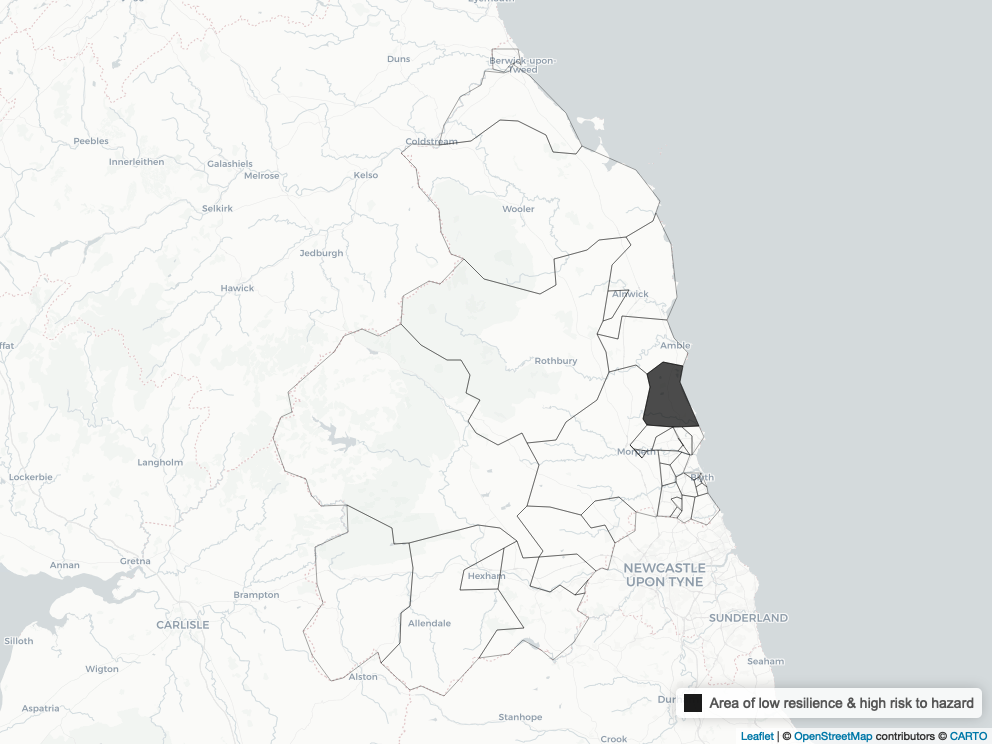 Eyemouth
Duns
Berwick-upon
Tweed
Coldstream
Peebles
Innerleithen
Galashiels
Melrose
Kelso
Selkirk
Wooler
Jedburgh
Hawick
Alnwick
ffat
Amble
Rothbury
Morpeth
Langholm
Lockerbie
Blyth
Annan
Gretna
NEWCASTLE
UPON TYNE
Hexham
Brampton
CARLISLE
Allendale
SUNDERLAND
Silloth
Seaham
Wigton
Alston
Aspatria
Dur
Area of low resilience & high risk to hazard
Stanhope
Crook
Leaflet | © OpenStreetMap contributors © CARTO